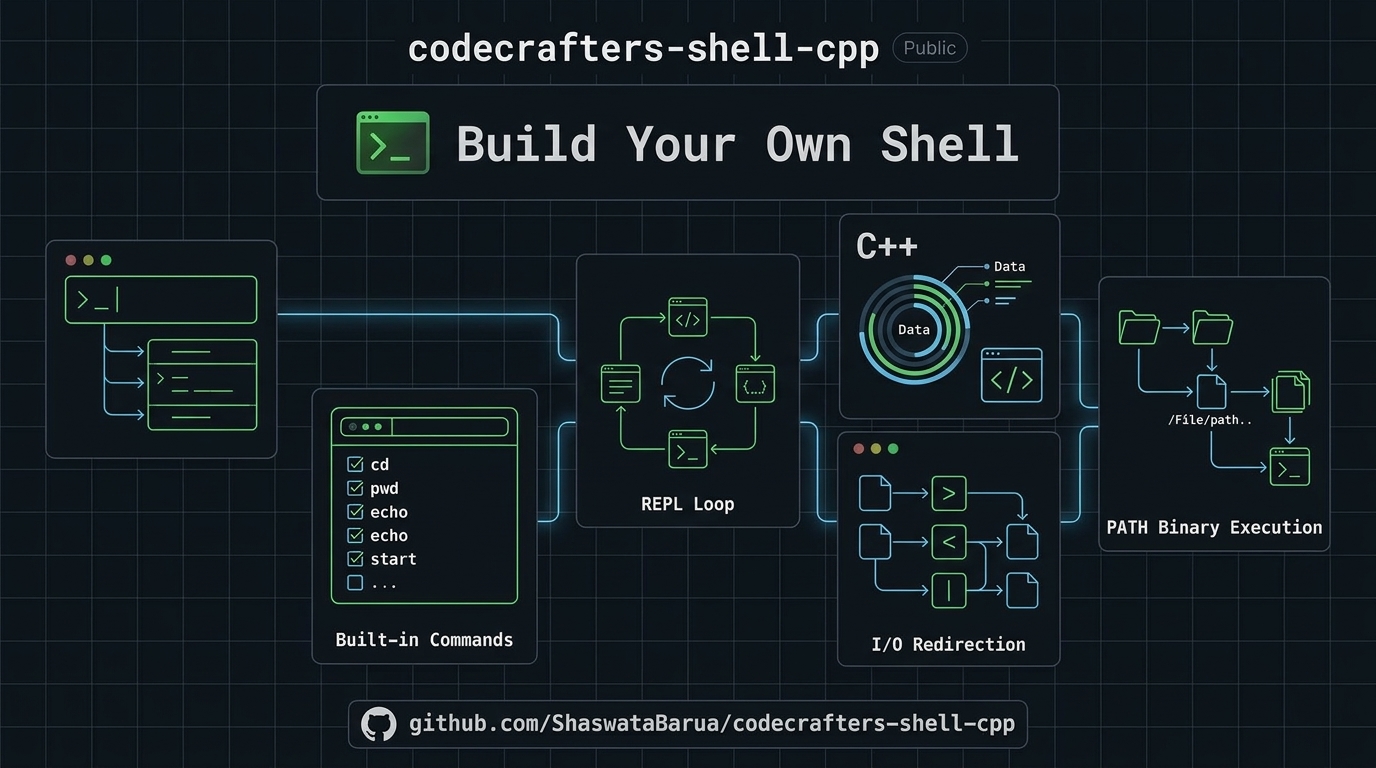 codecrafters-shell-cpp Public
>_ Build Your Own Shell
>_|
>
cd
pwd
echo
echo
start
...
Built-in Commands
</>
{...}
>_
REPL Loop
C++
Data
Data
</>
>
<
|
I/O Redirection
/File/path..
>_
PATH Binary Execution
github.com/ShaswataBarua/codecrafters-shell-cpp